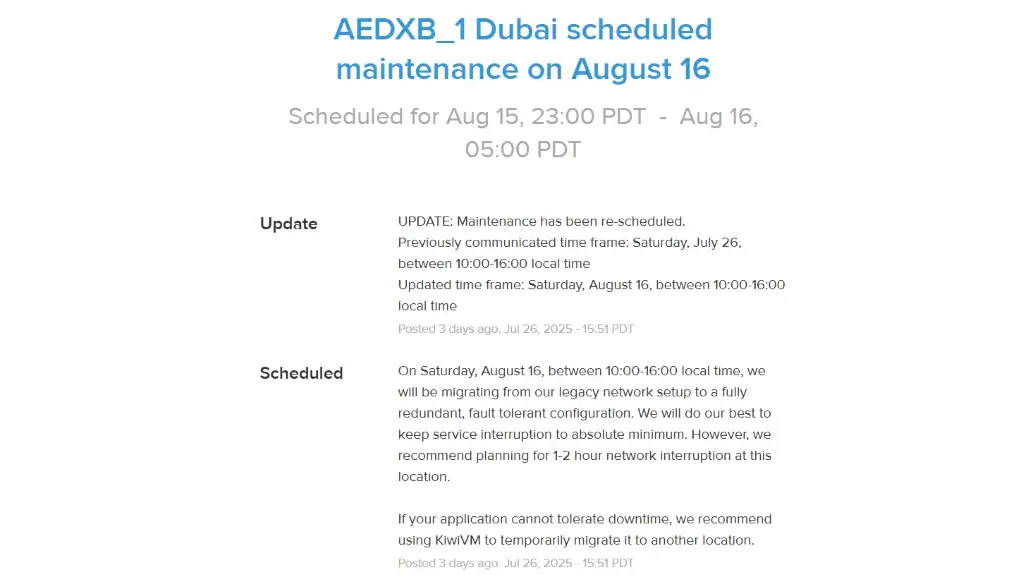 AEDXB_1 Dubai scheduled
maintenance on August 16
Scheduled for Aug 15, 23:00 PDT - Aug 16,
05:00 PDT
Update
UPDATE: Maintenance has been re-scheduled.
Previously communicated time frame: Saturday, July 26,
between 10:00-16:00 local time
Updated time frame: Saturday, August 16, between 10:00-16:00
local time
Posted 3 days ago. Jul 26, 2025 - 15:51 PDT
Scheduled
On Saturday, August 16, between 10:00-16:00 local time, we
will be migrating from our legacy network setup to a fully
redundant, fault tolerant configuration. We will do our best to
keep service interruption to absolute minimum. However, we
recommend planning for 1-2 hour network interruption at this
location.
If your application cannot tolerate downtime, we recommend
using KiwiVM to temporarily migrate it to another location.
Posted 3 days ago. Jul 26, 2025 - 15:51 PDT